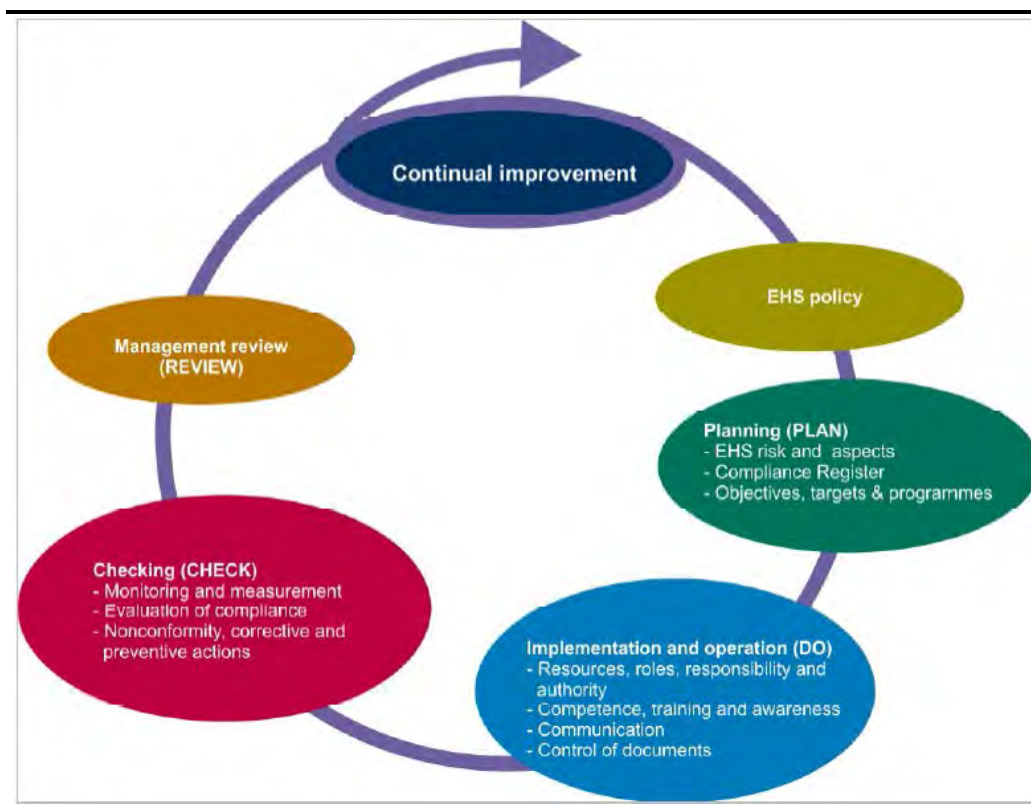 Continual improvement
EHS policy
Planning (PLAN)
- EHS risk and aspects
- Compliance Register
- Objectives, targets & programmes
Implementation and operation (DO)
- Resources, roles, responsibility and
authority
- Competence, training and awareness
- Communication
- Control of documents
Checking (CHECK)
- Monitoring and measurement
- Evaluation of compliance
- Nonconformity, corrective and
preventive actions
Management review
(REVIEW)